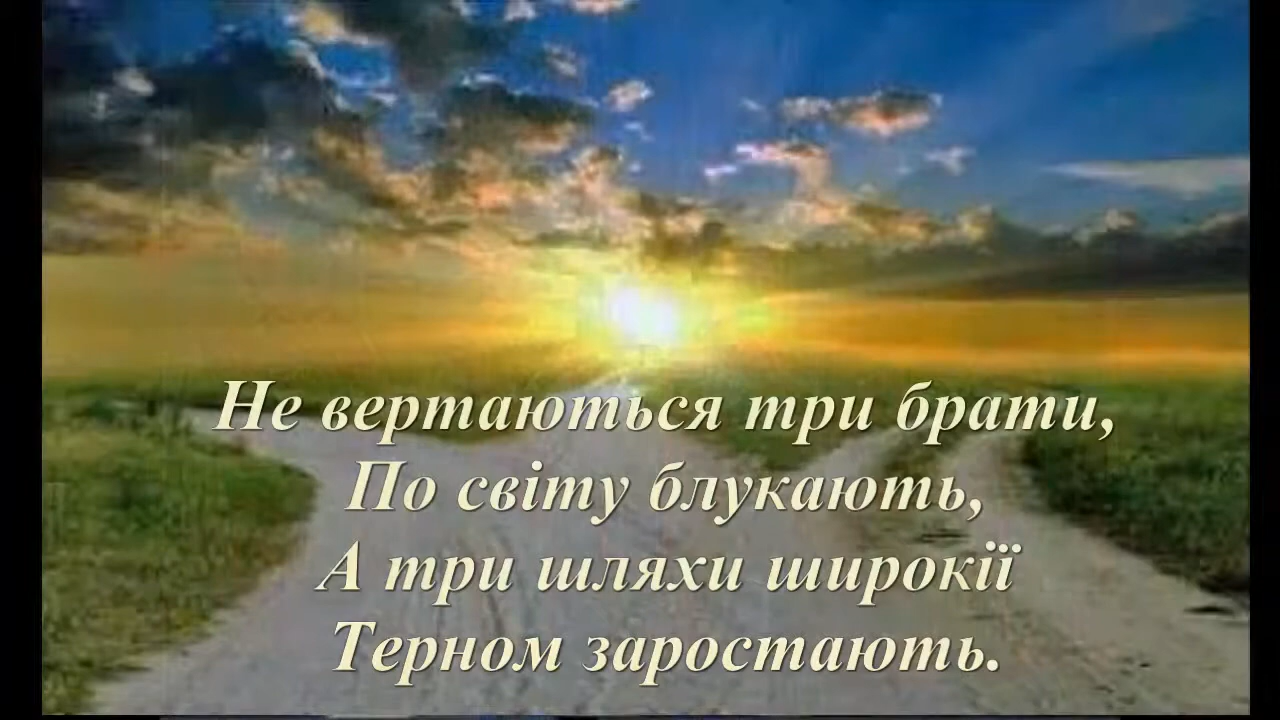 Не вертаються три брати,
По світу блукають,
А три шляхи широкії
Терном заростають.